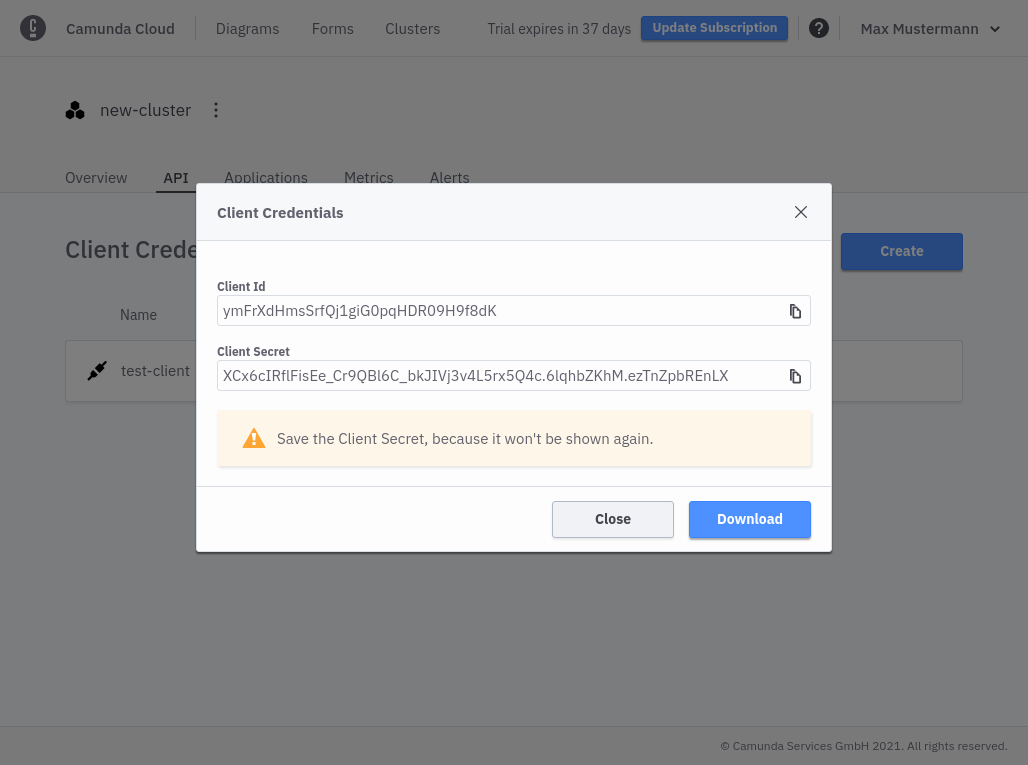 Camunda Cloud Diagrams Forms Clusters Trial expires in 37 days Update Subscription ? Max Mustermann
new-cluster
Overview API Applications Metrics Alerts
Client Credentials
Client Crede
Create
Client Id
ymFrXdHmsSrfQj1giG0pqHDR09H9f8dK
Name
Client Secret
test-client
XCx6cIRflFisEe_Cr9QBl6C_bkJIVj3v4L5rx5Q4c.6lqhbZKhM.ezTnZpbREnLX
Save the Client Secret, because it won't be shown again.
Close Download
© Camunda Services GmbH 2021. All rights reserved.